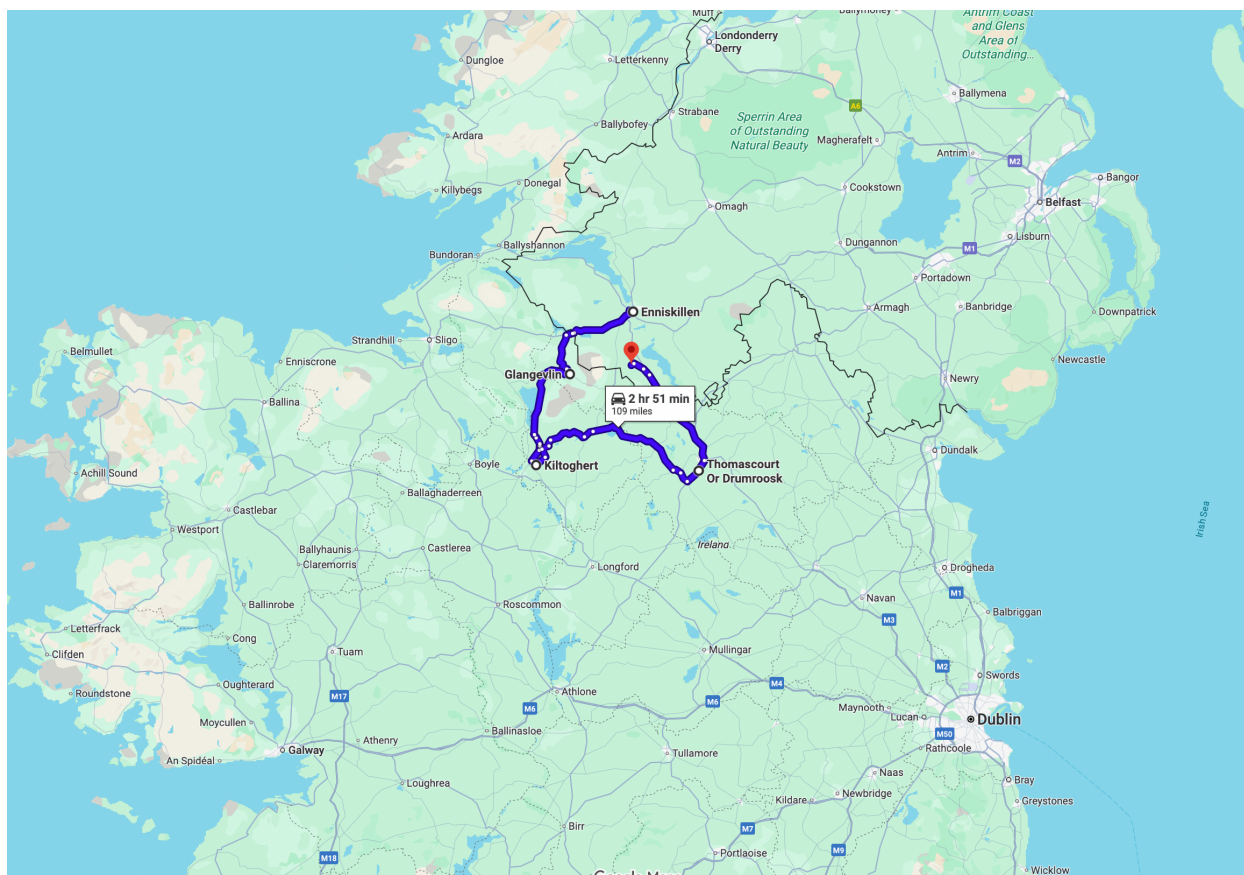 Muff
Ballymoney
Antrim Coast
and Glens
Area of
Outstanding...
Londonderry
Derry
Dungloe
Letterkenny
Ballymena
A6
Strabane
Sperrin Area
of Outstanding
Natural Beauty
Ballybofey
Ardara
Magherafelt
Antrim
M2
Bangor
Killybegs
Donegal
Cookstown
Belfast
Omagh
Lisburn
Ballyshannon
Dungannon
M1
Bundoran
Portadown
Enniskillen
Armagh
Banbridge
Downpatrick
Strandhill
Sligo
Belmullet
Enniscrone
Newcastle
Glangevlin
Newry
2 hr 51 min
109 miles
Ballina
Dundalk
Boyle
Kiltoghert
Thomascourt
Or Drumroosk
Achill Sound
Ballaghaderreen
Castlebar
Irish Sea
Westport
Ballyhaunis
Castlerea
Ireland
Claremorris
Longford
Drogheda
M1
Ballinrobe
Roscommon
Navan
Balbriggan
Letterfrack
M3
Cong
Clifden
Tuam
Mullingar
M2
Swords
Roundstone
Oughterard
M17
Athlone
M6
M6
M4
Maynooth
Lucan
Dublin
Moycullen
Ballinasloe
M50
Galway
Athenry
Rathcoole
An Spidéal
Tullamore
Loughrea
Naas
Bray
Kildare
Newbridge
Greystones
Birr
M7
M18
Portlaoise
M9
Wicklow